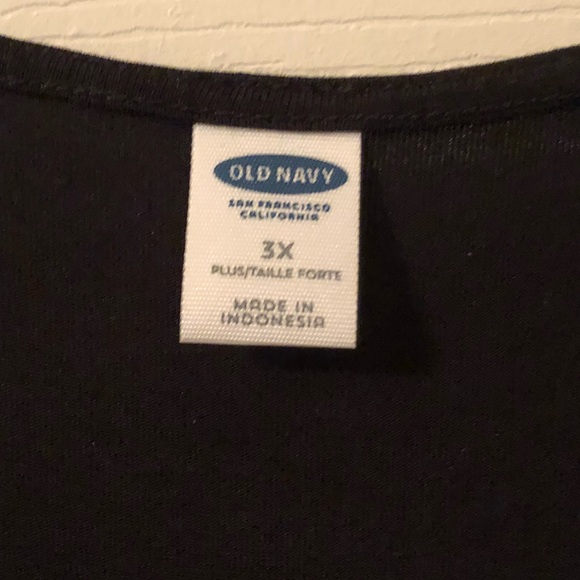 OLD NAVY
SAN FRANCISCO
CALIFORNIA
3X
PLUS/TAILLE FORTE
MADE IN
INDONESIA